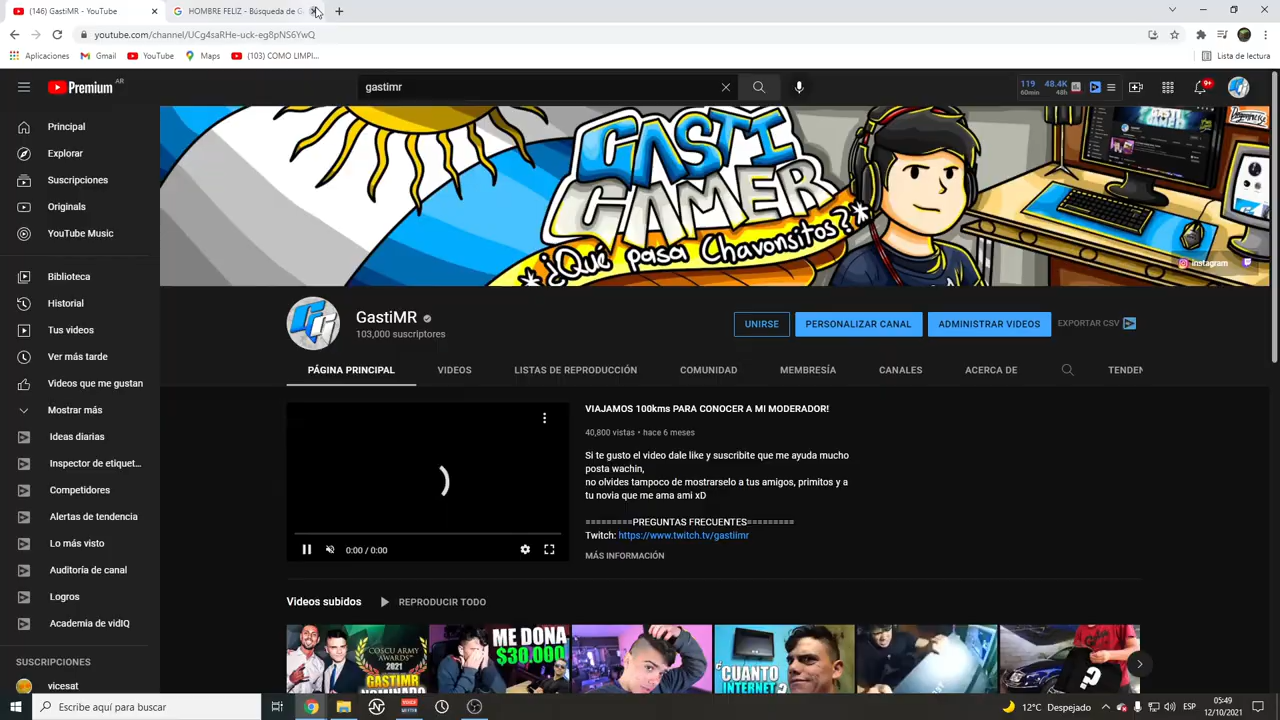 (146) GastiMR - YouTube
HOMBRE FELIZ - Búsqueda de G
youtube.com/channel/UCg4saRHe-uck-eg8pNS6YwQ
Aplicaciones
Gmail
YouTube
Maps
(103) COMO LIMPI...
Lista de lectura
Premium
AR
gastimr
119
60min
48.4K
48h
9+
Principal
Explorar
Suscripciones
Originals
YouTube Music
Biblioteca
Historial
Tus videos
Ver más tarde
Videos que me gustan
Mostrar más
Ideas diarias
Inspector de etiquet...
Competidores
Alertas de tendencia
Lo más visto
Auditoría de canal
Logros
Academia de vidIQ
SUSCRIPCIONES
vicesat
GASTI
GAMER
*¿Qué pasa Chavonsitos?*
Instagram
GastiMR
103,000 suscriptores
UNIRSE
PERSONALIZAR CANAL
ADMINISTRAR VIDEOS
EXPORTAR CSV
PÁGINA PRINCIPAL
VIDEOS
LISTAS DE REPRODUCCIÓN
COMUNIDAD
MEMBRESÍA
CANALES
ACERCA DE
TENDEN
0:00 / 0:00
VIAJAMOS 100kms PARA CONOCER A MI MODERADOR!
40,800 vistas • hace 6 meses
Si te gusto el video dale like y suscribite que me ayuda mucho
posta wachin,
no olvides tampoco de mostrarselo a tus amigos, primitos y a
tu novia que me ama ami xD
=========PREGUNTAS FRECUENTES=========
Twitch: https://www.twitch.tv/gastiimr
MÁS INFORMACIÓN
Videos subidos
REPRODUCIR TODO
COSCU ARMY
AWARDS
2021
GASTIMR
NOMINADO
ME DONA
$30.000
CUANTO
INTERNET
?
Escribe aquí para buscar
12°C Despejado
ESP
05:49
12/10/2021